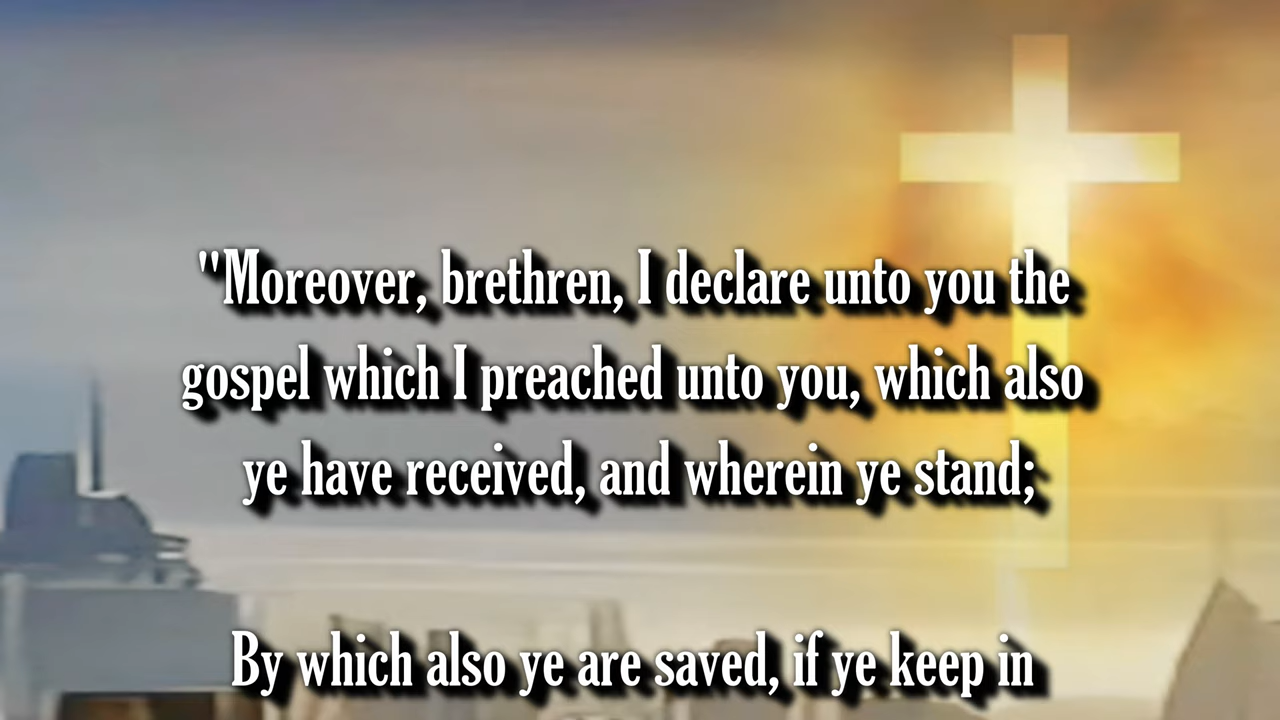 "Moreover, brethren, I declare unto you the
gospel which I preached unto you, which also
ye have received, and wherein ye stand;
By which also ye are saved, if ye keep in